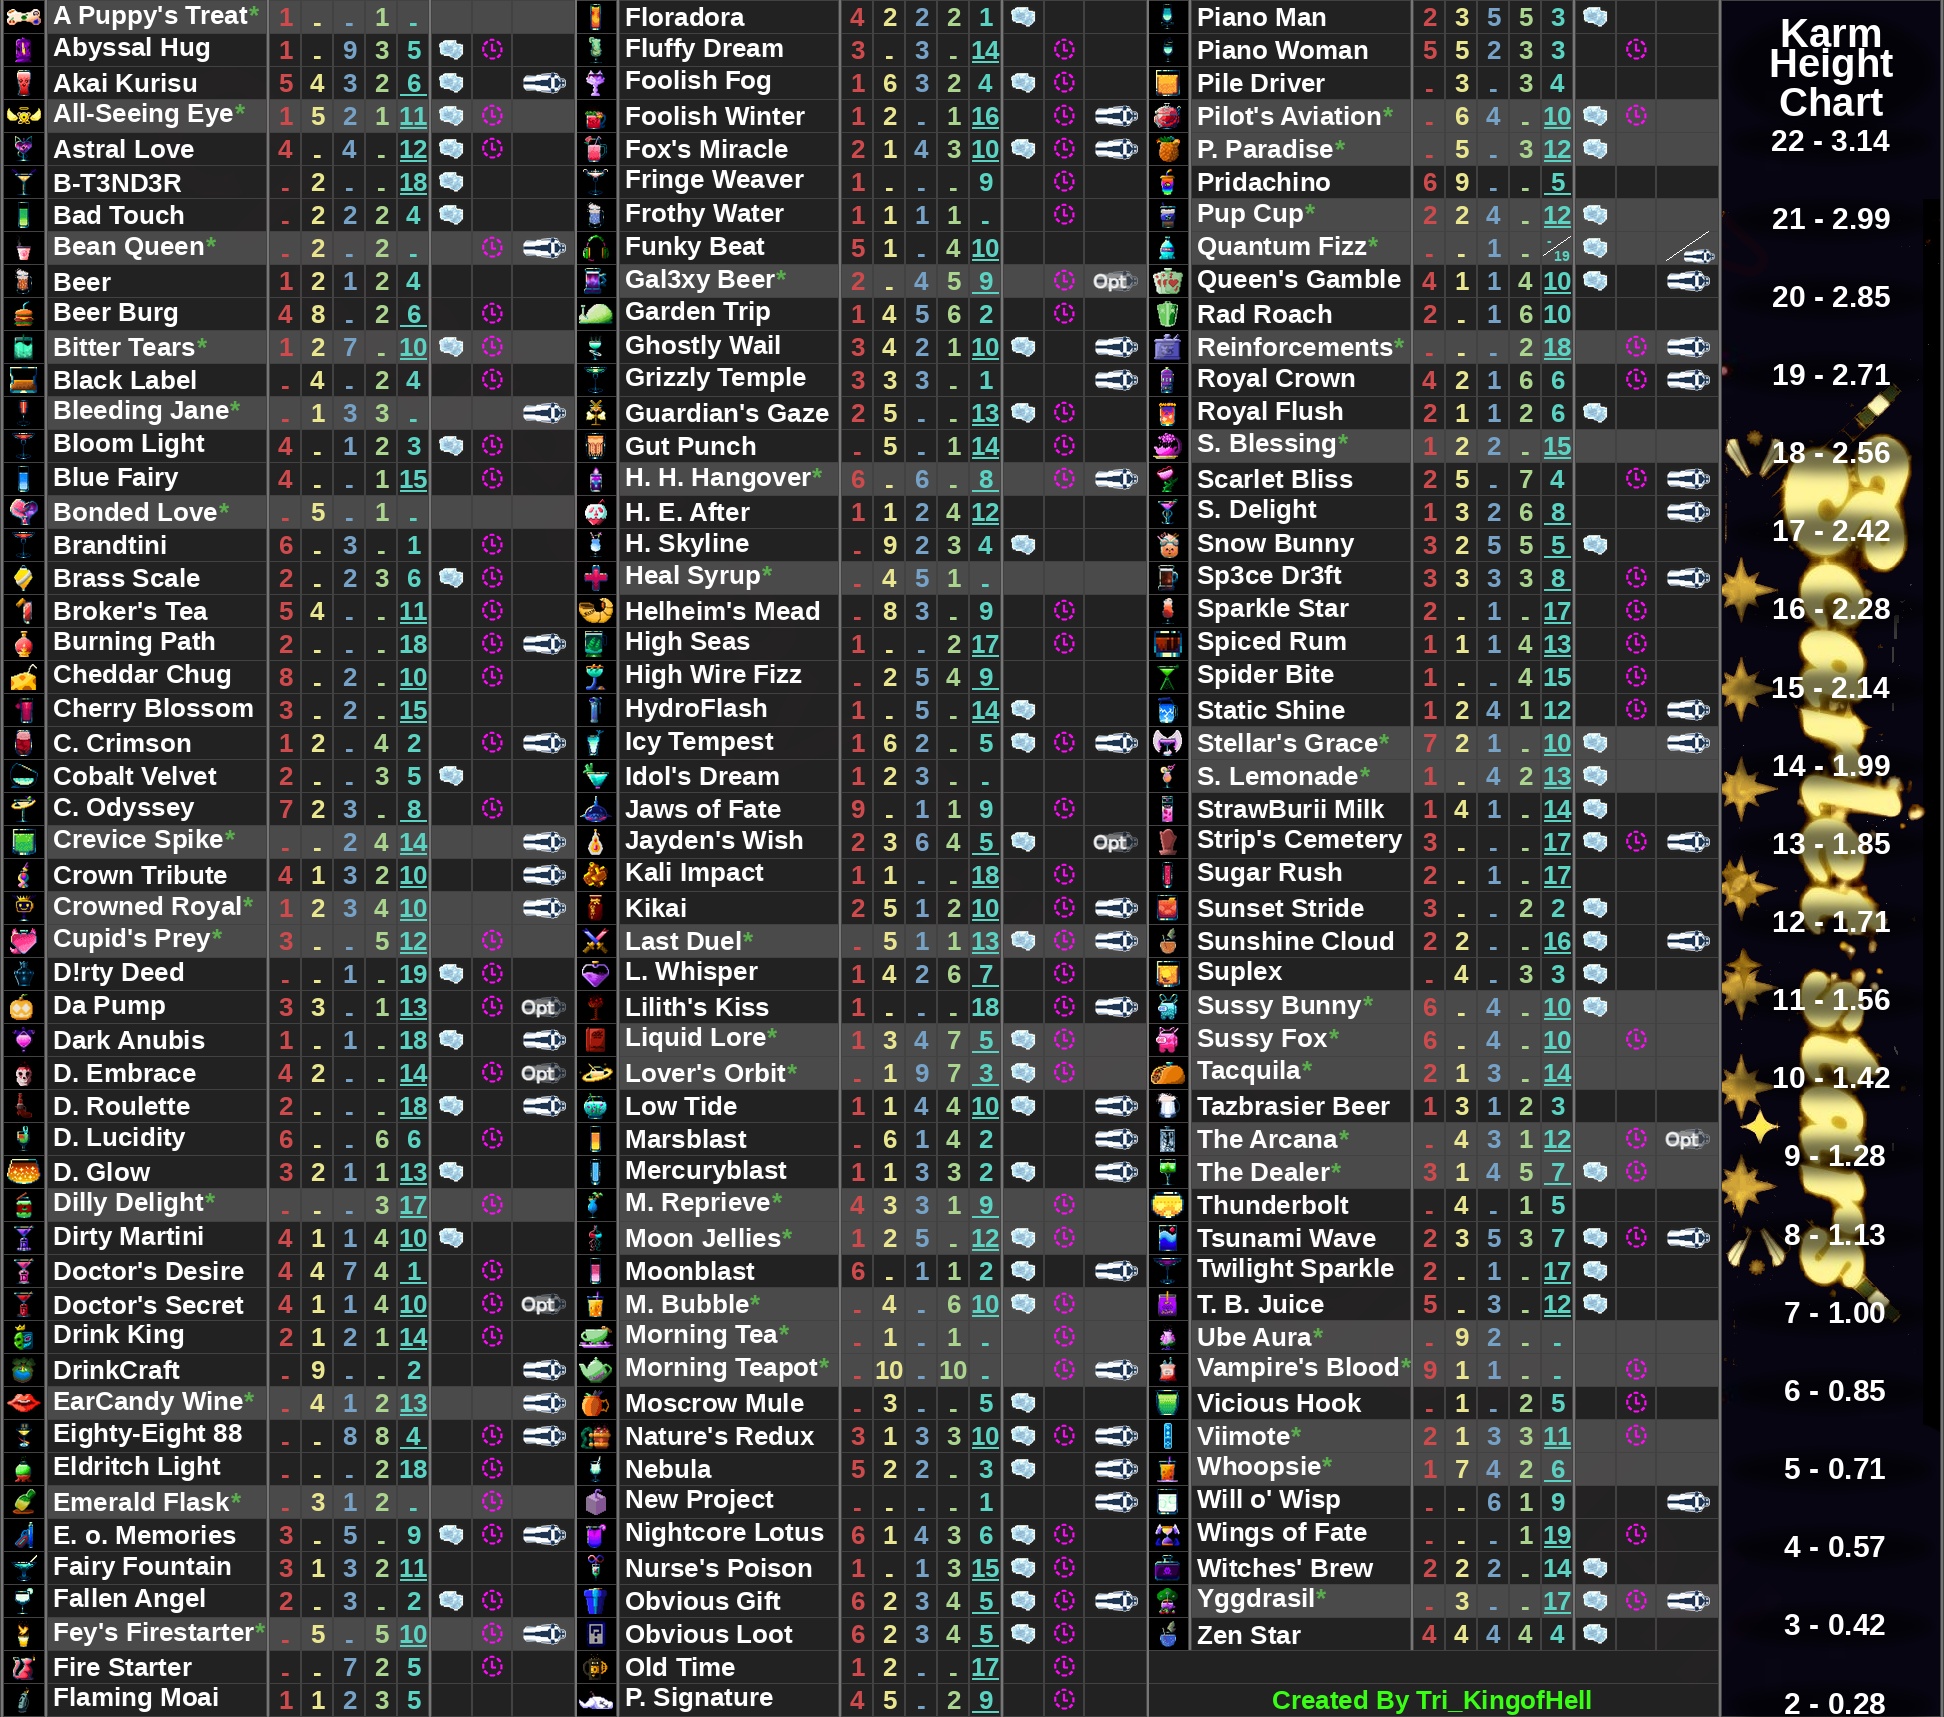 A Puppy's Treat* 1 - - 1 -
Abyssal Hug 1 - 9 3 5
Akai Kurisu 5 4 3 2 6
All-Seeing Eye* 1 5 2 1 11
Astral Love 4 - 4 - 12
B-T3ND3R - 2 - - 18
Bad Touch - 2 2 2 4
Bean Queen* - 2 - 2 -
Beer 1 2 1 2 4
Beer Burg 4 8 - 2 6
Bitter Tears* 1 2 7 - 10
Black Label - 4 - 2 4
Bleeding Jane* - 1 3 3 -
Bloom Light 4 - 1 2 3
Blue Fairy 4 - - 1 15
Bonded Love* - 5 - 1 -
Brandtini 6 - 3 - 1
Brass Scale 2 - 2 3 6
Broker's Tea 5 4 - - 11
Burning Path 2 - - - 18
Cheddar Chug 8 - 2 - 10
Cherry Blossom 3 - 2 - 15
C. Crimson 1 2 - 4 2
Cobalt Velvet 2 - - 3 5
C. Odyssey 7 2 3 - 8
Crevice Spike* - - 2 4 14
Crown Tribute 4 1 3 2 10
Crowned Royal* 1 2 3 4 10
Cupid's Prey* 3 - - 5 12
D!rty Deed - - 1 - 19
Da Pump 3 3 - 1 13 Opt
Dark Anubis 1 - 1 - 18
D. Embrace 4 2 - - 14 Opt
D. Roulette 2 - - - 18
D. Lucidity 6 - - 6 6
D. Glow 3 2 1 1 13
Dilly Delight* - - - 3 17
Dirty Martini 4 1 1 4 10
Doctor's Desire 4 4 7 4 1
Doctor's Secret 4 1 1 4 10 Opt
Drink King 2 1 2 1 14
DrinkCraft - 9 - - 2
EarCandy Wine* - 4 1 2 13
Eighty-Eight 88 - - 8 8 4
Eldritch Light - - - 2 18
Emerald Flask* - 3 1 2 -
E. o. Memories 3 - 5 - 9
Fairy Fountain 3 1 3 2 11
Fallen Angel 2 - 3 - 2
Fey's Firestarter* - 5 - 5 10
Fire Starter - - 7 2 5
Flaming Moai 1 1 2 3 5
Floradora 4 2 2 2 1
Fluffy Dream 3 - 3 - 14
Foolish Fog 1 6 3 2 4
Foolish Winter 1 2 - 1 16
Fox's Miracle 2 1 4 3 10
Fringe Weaver 1 - - - 9
Frothy Water 1 1 1 1 -
Funky Beat 5 1 - 4 10
Gal3xy Beer* 2 - 4 5 9 Opt
Garden Trip 1 4 5 6 2
Ghostly Wail 3 4 2 1 10
Grizzly Temple 3 3 3 - 1
Guardian's Gaze 2 5 - - 13
Gut Punch - 5 - 1 14
H. H. Hangover* 6 - 6 - 8
H. E. After 1 1 2 4 12
H. Skyline - 9 2 3 4
Heal Syrup* - 4 5 1 -
Helheim's Mead - 8 3 - 9
High Seas 1 - - 2 17
High Wire Fizz - 2 5 4 9
HydroFlash 1 - 5 - 14
Icy Tempest 1 6 2 - 5
Idol's Dream 1 2 3 - -
Jaws of Fate 9 - 1 1 9
Jayden's Wish 2 3 6 4 5 Opt
Kali Impact 1 1 - - 18
Kikai 2 5 1 2 10
Last Duel* - 5 1 1 13
L. Whisper 1 4 2 6 7
Lilith's Kiss 1 - - - 18
Liquid Lore* 1 3 4 7 5
Lover's Orbit* - 1 9 7 3
Low Tide 1 1 4 4 10
Marsblast - 6 1 4 2
Mercuryblast 1 1 3 3 2
M. Reprieve* 4 3 3 1 9
Moon Jellies* 1 2 5 - 12
Moonblast 6 - 1 1 2
M. Bubble* - 4 - 6 10
Morning Tea* - 1 - 1 -
Morning Teapot* - 10 - 10 -
Moscrow Mule - 3 - - 5
Nature's Redux 3 1 3 3 10
Nebula 5 2 2 - 3
New Project - - - - 1
Nightcore Lotus 6 1 4 3 6
Nurse's Poison 1 - 1 3 15
Obvious Gift 6 2 3 4 5
Obvious Loot 6 2 3 4 5
Old Time 1 2 - - 17
P. Signature 4 5 - 2 9
Piano Man 2 3 5 5 3
Piano Woman 5 5 2 3 3
Pile Driver - 3 - 3 4
Pilot's Aviation* - 6 4 - 10
P. Paradise* - 5 - 3 12
Pridachino 6 9 - - 5
Pup Cup* 2 2 4 - 12
Quantum Fizz* - - 1 - -/19
Queen's Gamble 4 1 1 4 10
Rad Roach 2 - 1 6 10
Reinforcements* - - - 2 18
Royal Crown 4 2 1 6 6
Royal Flush 2 1 1 2 6
S. Blessing* 1 2 2 - 15
Scarlet Bliss 2 5 - 7 4
S. Delight 1 3 2 6 8
Snow Bunny 3 2 5 5 5
Sp3ce Dr3ft 3 3 3 3 8
Sparkle Star 2 - 1 - 17
Spiced Rum 1 1 1 4 13
Spider Bite 1 - - 4 15
Static Shine 1 2 4 1 12
Stellar's Grace* 7 2 1 - 10
S. Lemonade* 1 - 4 2 13
StrawBurii Milk 1 4 1 - 14
Strip's Cemetery 3 - - - 17
Sugar Rush 2 - 1 - 17
Sunset Stride 3 - - 2 2
Sunshine Cloud 2 2 - - 16
Suplex - 4 - 3 3
Sussy Bunny* 6 - 4 - 10
Sussy Fox* 6 - 4 - 10
Tacquila* 2 1 3 - 14
Tazbrasier Beer 1 3 1 2 3
The Arcana* - 4 3 1 12 Opt
The Dealer* 3 1 4 5 7
Thunderbolt - 4 - 1 5
Tsunami Wave 2 3 5 3 7
Twilight Sparkle 2 - 1 - 17
T. B. Juice 5 - 3 - 12
Ube Aura* - 9 2 - -
Vampire's Blood* 9 1 1 - -
Vicious Hook - 1 - 2 5
Viimote* 2 1 3 3 11
Whoopsie* 1 7 4 2 6
Will o' Wisp - - 6 1 9
Wings of Fate - - - 1 19
Witches' Brew 2 2 2 - 14
Yggdrasil* - 3 - - 17
Zen Star 4 4 4 4 4
Created By Tri_KingofHell
Karm
Height
Chart
22 - 3.14
21 - 2.99
20 - 2.85
19 - 2.71
18 - 2.56
17 - 2.42
16 - 2.28
15 - 2.14
14 - 1.99
13 - 1.85
12 - 1.71
11 - 1.56
10 - 1.42
9 - 1.28
8 - 1.13
7 - 1.00
6 - 0.85
5 - 0.71
4 - 0.57
3 - 0.42
2 - 0.28